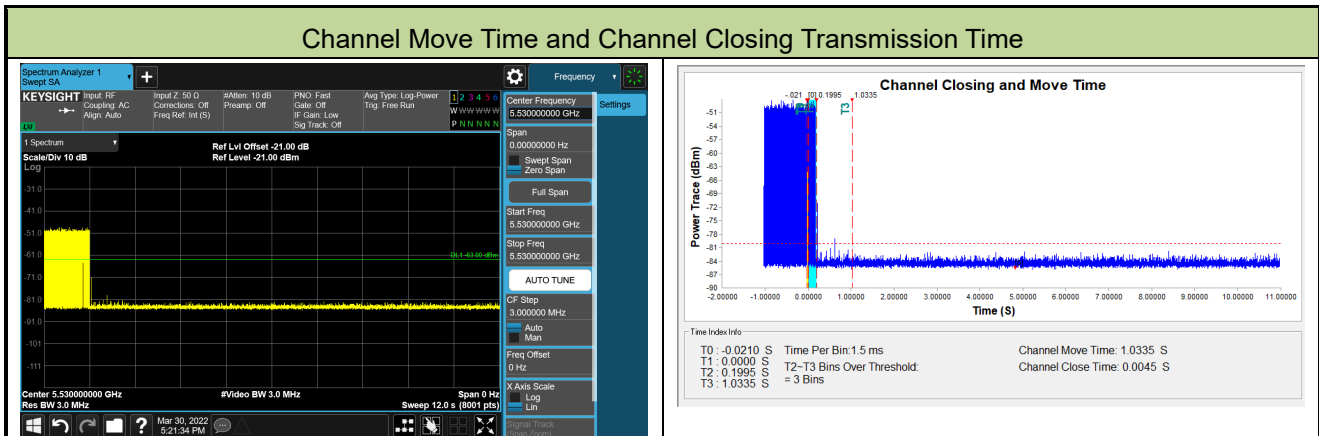 Channel Move Time and Channel Closing Transmission Time
Spectrum Analyzer 1
Swept SA
+
Frequency
Settings
KEYSIGHT
Input: RF
Coupling: AC
Align: Auto
Input Z: 50 Ω
Corrections: Off
Freq Ref: Int (S)
#Atten: 10 dB
Preamp: Off
PNO: Fast
Gate: Off
IF Gain: Low
Sig Track: Off
Avg Type: Log-Power
Trig: Free Run
1 2 3 4 5 6
W W W W W W
P N N N N N
LXI
1 Spectrum
Scale/Div 10 dB
Log
Ref Lvl Offset -21.00 dB
Ref Level -21.00 dBm
-31.0
-41.0
-51.0
-61.0
-71.0
-81.0
-91.0
-101
-111
DL1 -63.00 dBm
Center 5.530000000 GHz
Res BW 3.0 MHz
#Video BW 3.0 MHz
Span 0 Hz
Sweep 12.0 s (8001 pts)
Center Frequency
5.530000000 GHz
Span
0.00000000 Hz
Swept Span
Zero Span
Full Span
Start Freq
5.530000000 GHz
Stop Freq
5.530000000 GHz
AUTO TUNE
CF Step
3.000000 MHz
Auto
Man
Freq Offset
0 Hz
X Axis Scale
Log
Lin
Signal Track
(Span Zoom)
?
Mar 30, 2022
5:21:34 PM
Channel Closing and Move Time
-.021 [0] 0.1995 1.0335
T3
Power Trace (dBm)
-51
-54
-57
-60
-63
-66
-69
-72
-75
-78
-81
-84
-87
-90
-2.00000 -1.00000 0.00000 1.00000 2.00000 3.00000 4.00000 5.00000 6.00000 7.00000 8.00000 9.00000 10.00000 11.00000
Time (S)
Time Index Info
T0 : -0.0210 S
T1 : 0.0000 S
T2 : 0.1995 S
T3 : 1.0335 S
Time Per Bin:1.5 ms
T2~T3 Bins Over Threshold:
= 3 Bins
Channel Move Time: 1.0335 S
Channel Close Time: 0.0045 S